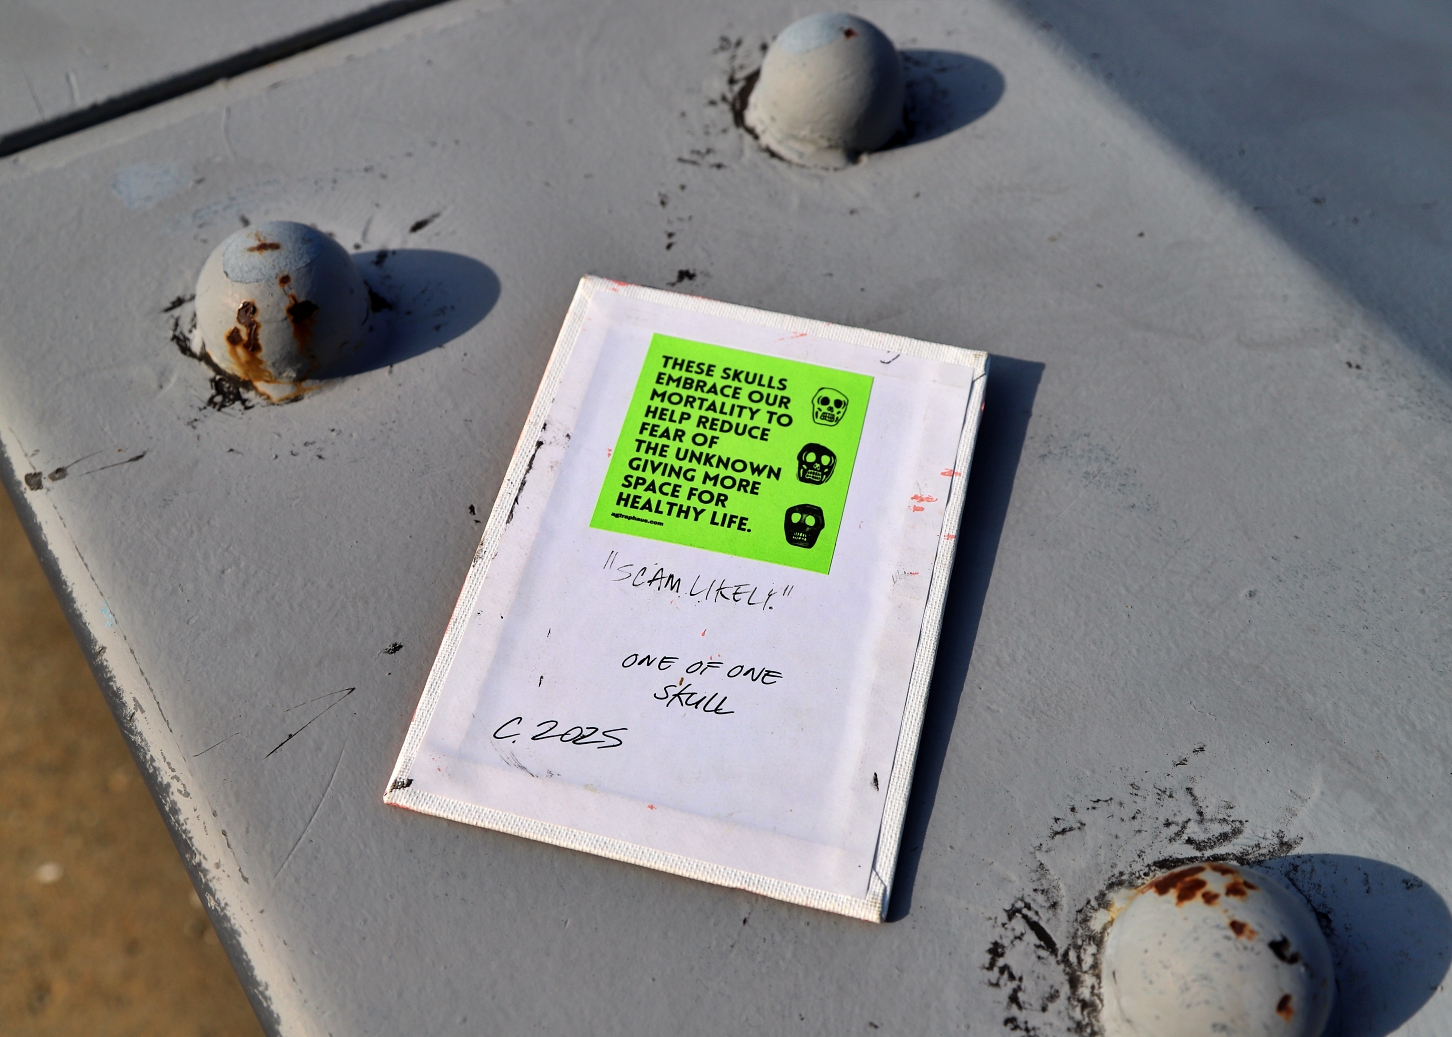 THESE SKULLS
EMBRACE OUR
MORTALITY TO
HELP REDUCE
FEAR OF
THE UNKNOWN
GIVING MORE
SPACE FOR
HEALTHY LIFE.
"SCAM LIKELY."
ONE OF ONE
SKULL
C. 2025